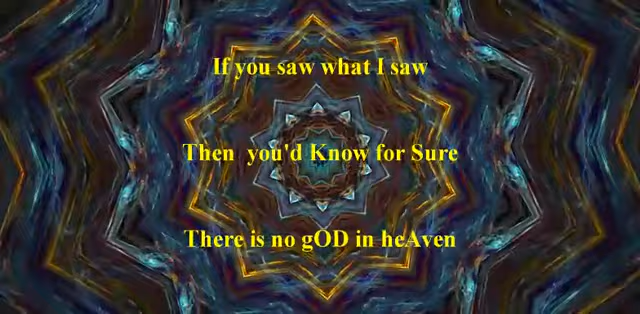 If you saw what I saw
Then  you'd Know for Sure
There is no gOD in heAven